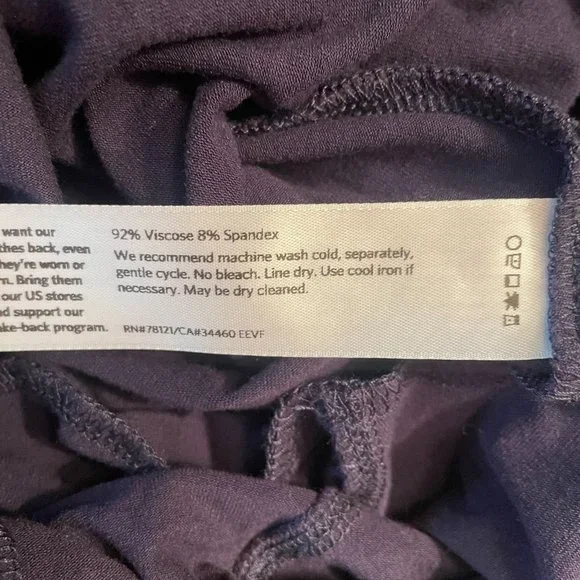 want our
thes back, even
hey're worn or
n. Bring them
our US stores
nd support our
ake-back program.
92% Viscose 8% Spandex
We recommend machine wash cold, separately,
gentle cycle. No bleach. Line dry. Use cool iron if
necessary. May be dry cleaned.
RN#78121/CA#34460 EEVF